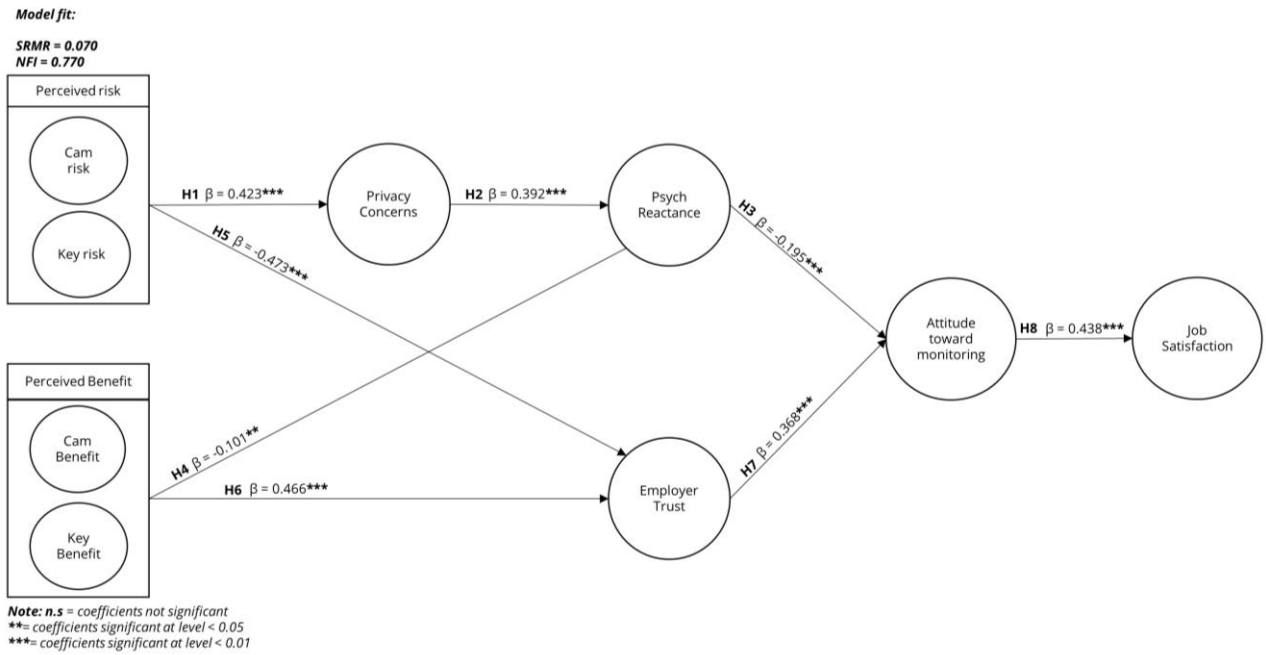 Model fit:
SRMR = 0.070
NFI = 0.770
Perceived risk
Cam
risk
Key risk
H1 β = 0.423***
Privacy
Concerns
H2 β = 0.392***
Psych
Reactance
H3 β = -0.195***
H5 β = -0.473***
Attitude
toward
monitoring
H8 β = 0.438***
Job
Satisfaction
Perceived Benefit
Cam
Benefit
Key
Benefit
H4 β = -0.101**
H6 β = 0.466***
Employer
Trust
H7 β = 0.368***
Note: n.s = coefficients not significant
**= coefficients significant at level < 0.05
***= coefficients significant at level < 0.01